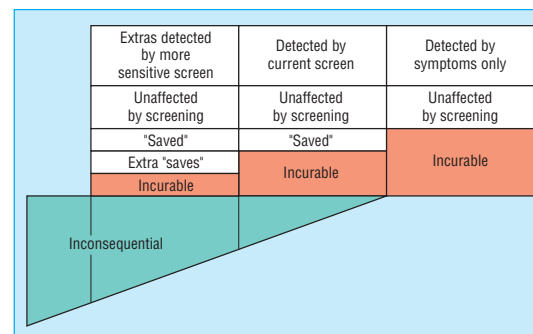 Extras detected
by more
sensitive screen
Detected by
current screen
Detected by
symptoms only
Unaffected
by screening
Unaffected
by screening
Unaffected
by screening
"Saved"
"Saved"
Extra "saves"
Incurable
Incurable
Incurable
Inconsequential